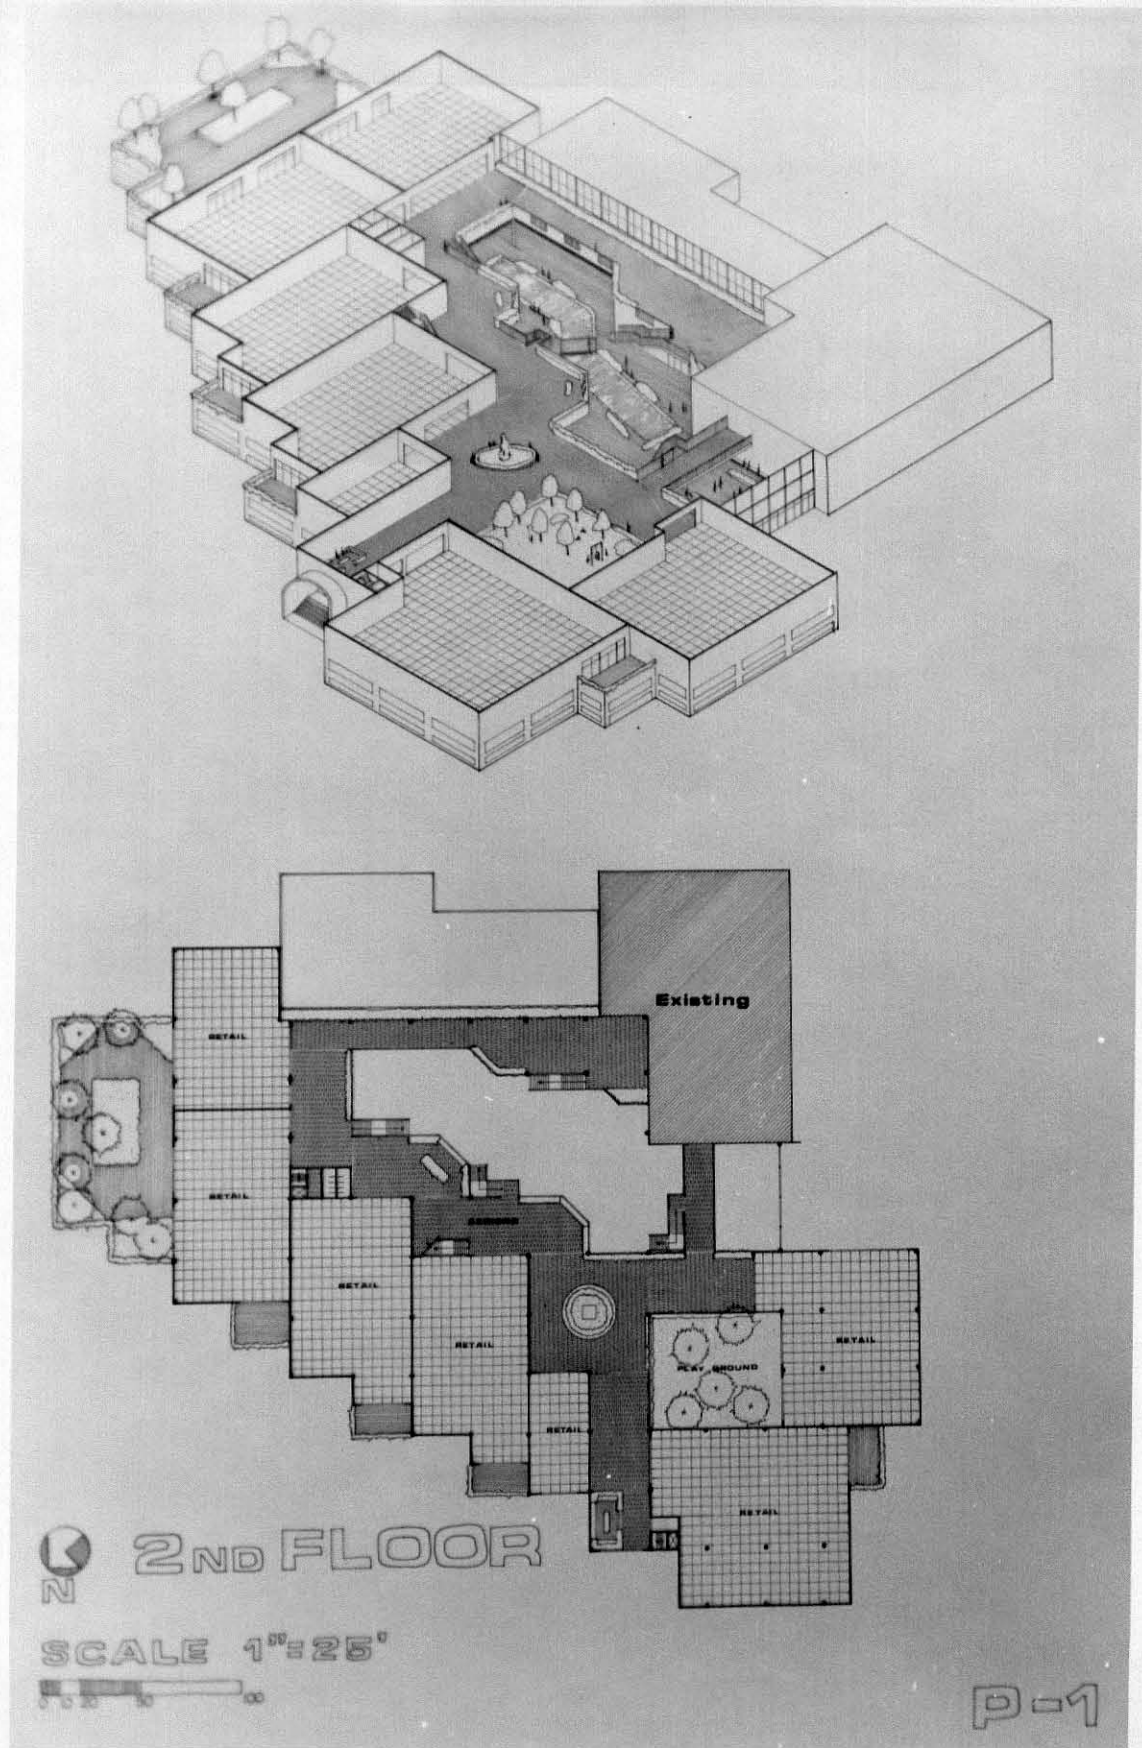 Existing
RETAIL
RETAIL
RETAIL
RETAIL
PLAY GROUND
RETAIL
RETAIL
RETAIL
2ND FLOOR
N
SCALE 1"=25'
P-1